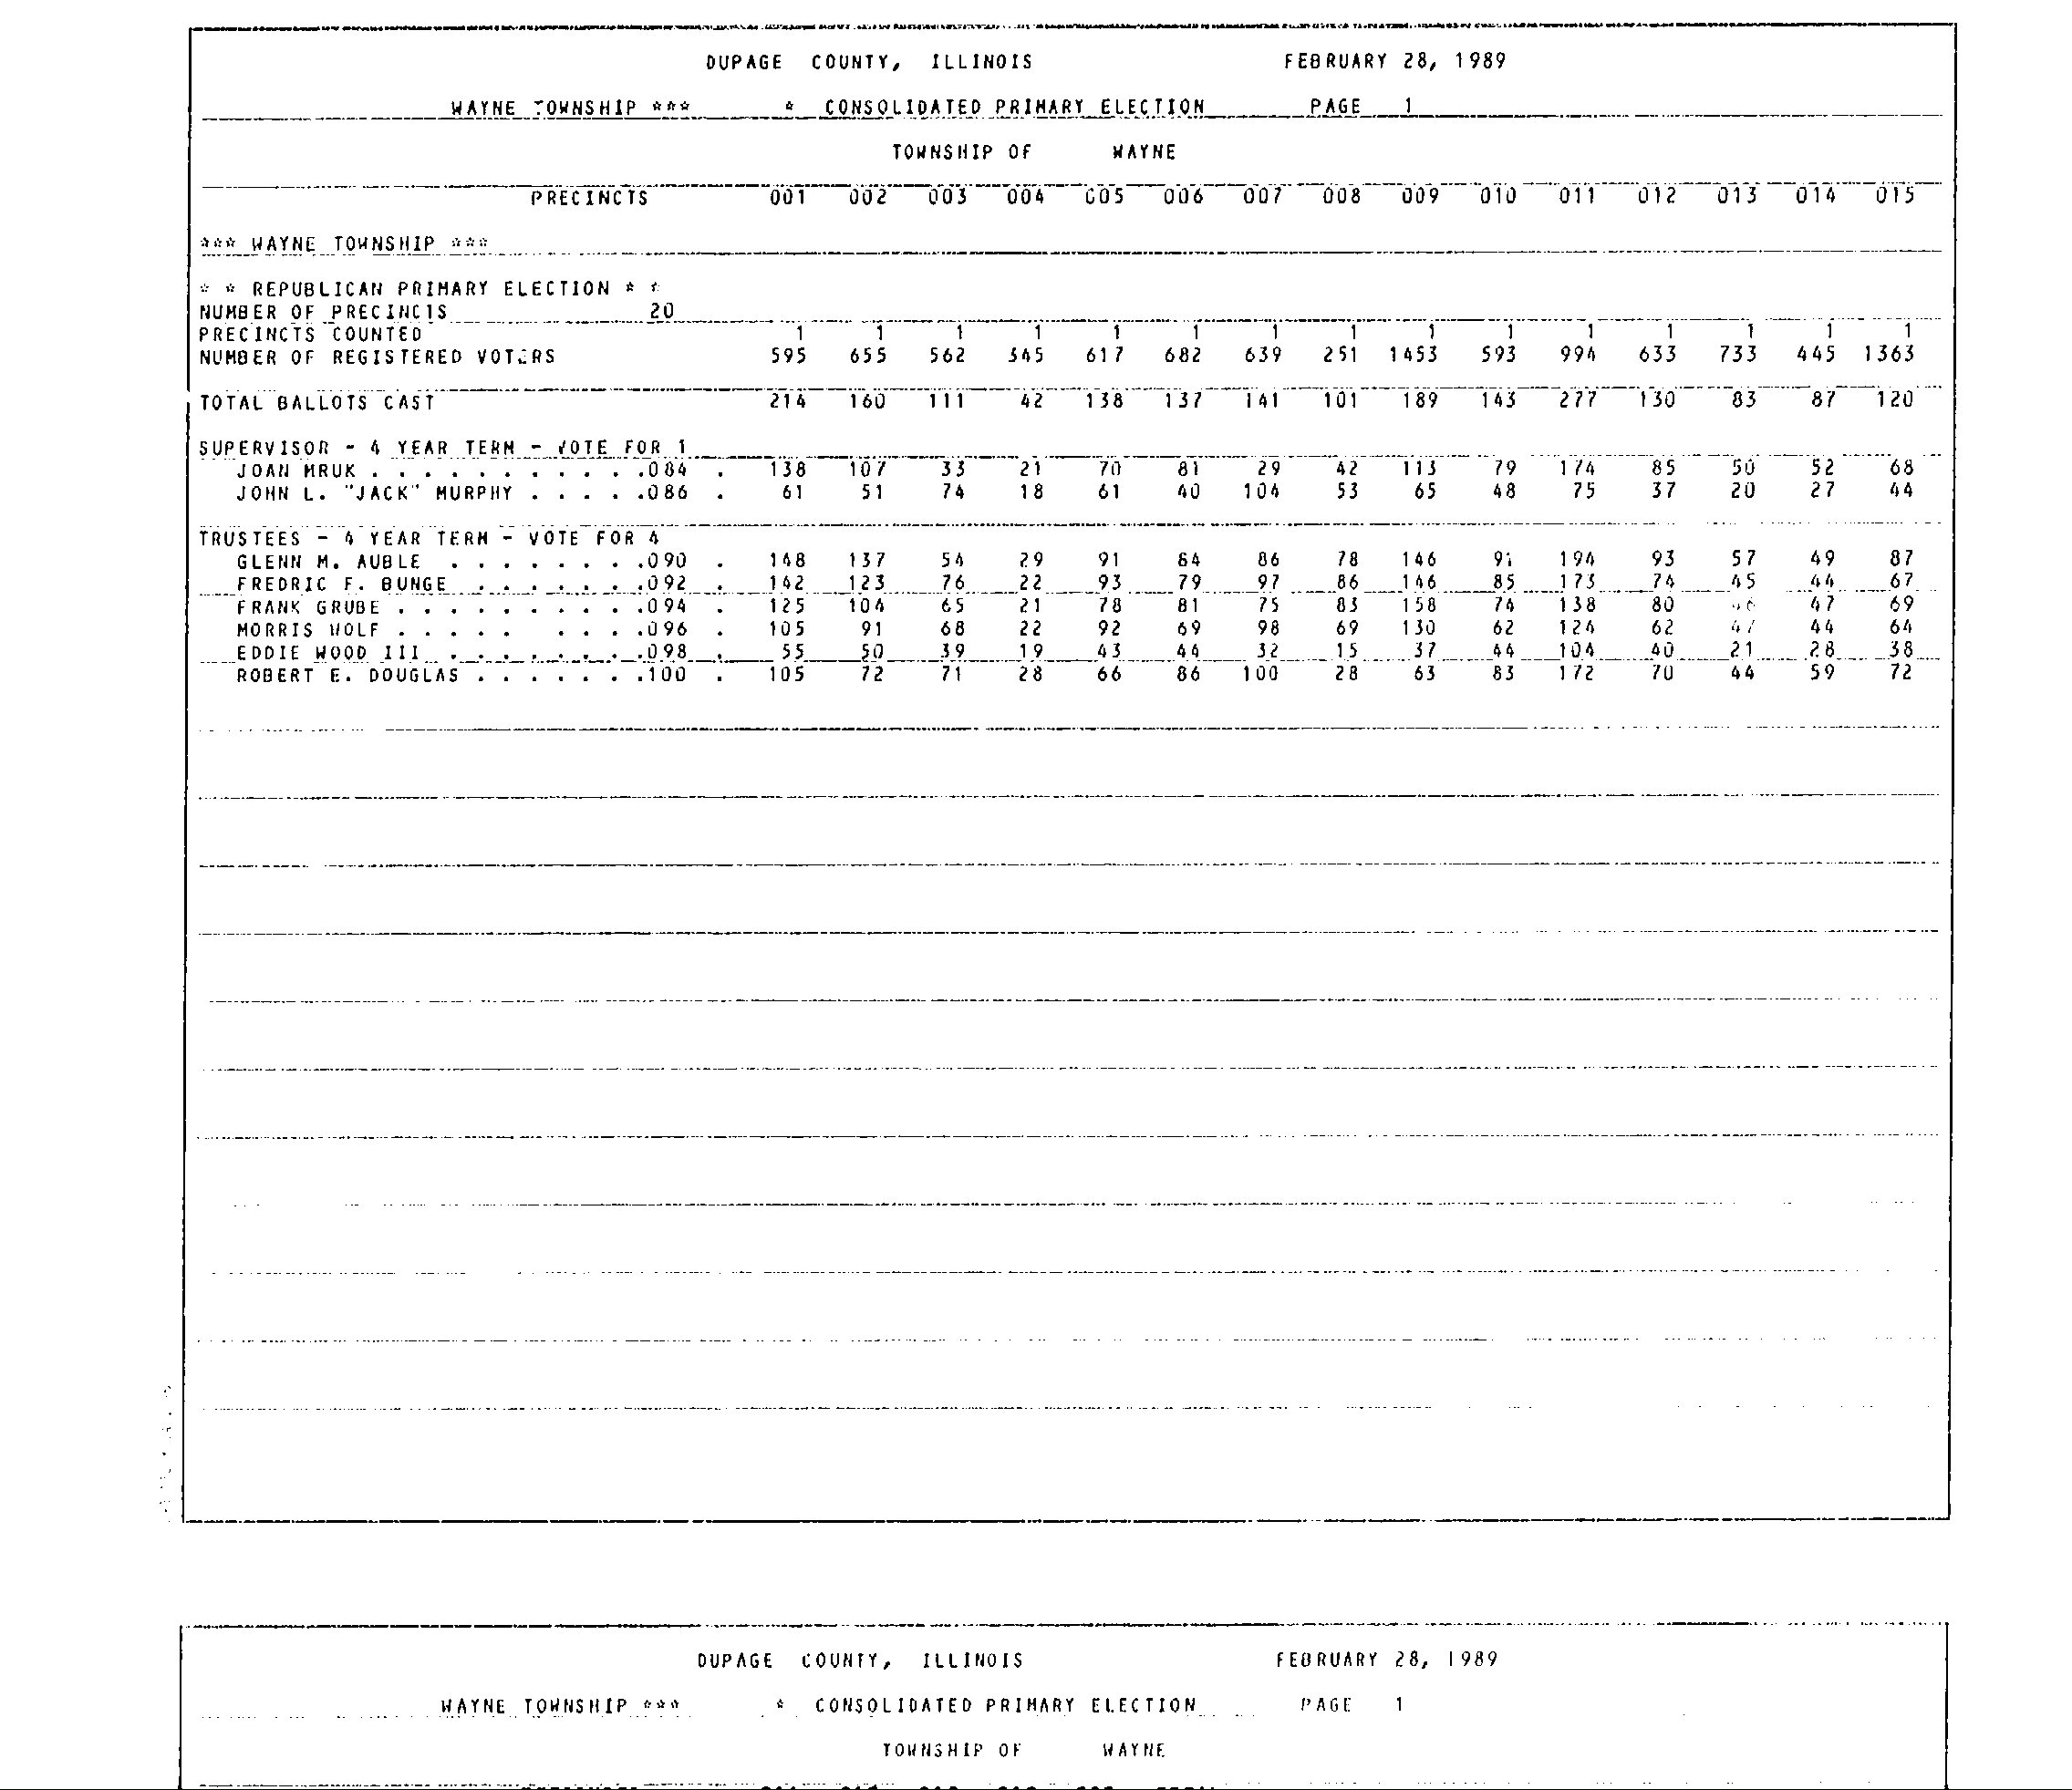 DUPAGE COUNTY, ILLINOIS FEBRUARY 28, 1989
WAYNE TOWNSHIP *** * CONSOLIDATED PRIMARY ELECTION PAGE 1
TOWNSHIP OF WAYNE
PRECINCTS 001 002 003 004 005 006 007 008 009 010 011 012 013 014 015
*** WAYNE TOWNSHIP ***
* * REPUBLICAN PRIMARY ELECTION * *
NUMBER OF PRECINCTS 20
PRECINCTS COUNTED 1 1 1 1 1 1 1 1 1 1 1 1 1 1 1
NUMBER OF REGISTERED VOTERS 595 655 562 345 617 682 639 251 1453 593 994 633 733 445 1363
TOTAL BALLOTS CAST 214 160 111 42 138 137 141 101 189 143 277 130 83 87 120
SUPERVISOR - 4 YEAR TERM - VOTE FOR 1
JOAN MRUK . . . . . . . . . . .084 . 138 107 33 21 70 81 29 42 113 79 174 85 50 52 68
JOHN L. "JACK" MURPHY . . . . .086 . 61 51 74 18 61 40 104 53 65 48 75 37 20 27 44
TRUSTEES - 4 YEAR TERM - VOTE FOR 4
GLENN M. AUBLE . . . . . . . .090 . 148 137 54 29 91 84 86 78 146 91 194 93 57 49 87
FREDRIC F. BUNGE . . . . . . .092 . 142 123 76 22 93 79 97 86 146 85 173 74 45 44 67
FRANK GRUBE . . . . . . . . . .094 . 125 104 65 21 78 81 75 83 158 74 138 80 47 69
MORRIS WOLF . . . . . . . . .096 . 105 91 68 22 92 69 98 69 130 62 124 62 47 44 64
EDDIE WOOD III . . . . . . . .098 . 55 50 39 19 43 44 32 15 37 44 104 40 21 28 38
ROBERT E. DOUGLAS . . . . . . .100 . 105 72 71 28 66 86 100 28 63 83 172 70 44 59 72
DUPAGE COUNTY, ILLINOIS FEBRUARY 28, 1989
WAYNE TOWNSHIP *** * CONSOLIDATED PRIMARY ELECTION PAGE 1
TOWNSHIP OF WAYNE